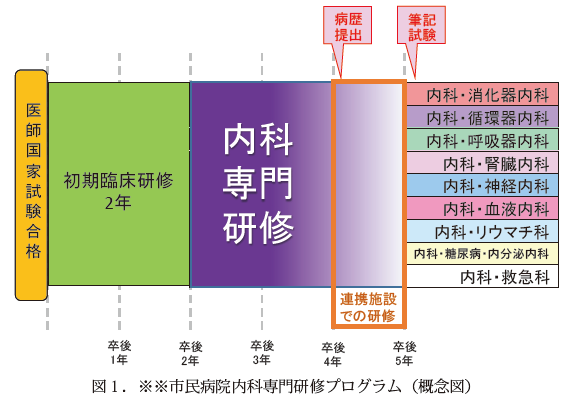 病歴
提出
筆記
試験
医師国家試験合格
初期臨床研修
2年
内科
専門
研修
内科・消化器内科
内科・循環器内科
内科・呼吸器内科
内科・腎臓内科
内科・神経内科
内科・血液内科
内科・リウマチ科
内科・糖尿病・内分泌内科
内科・救急科
連携施設
での研修
卒後
1年
卒後
2年
卒後
3年
卒後
4年
卒後
5年
図1．※※市民病院内科専門研修プログラム（概念図）